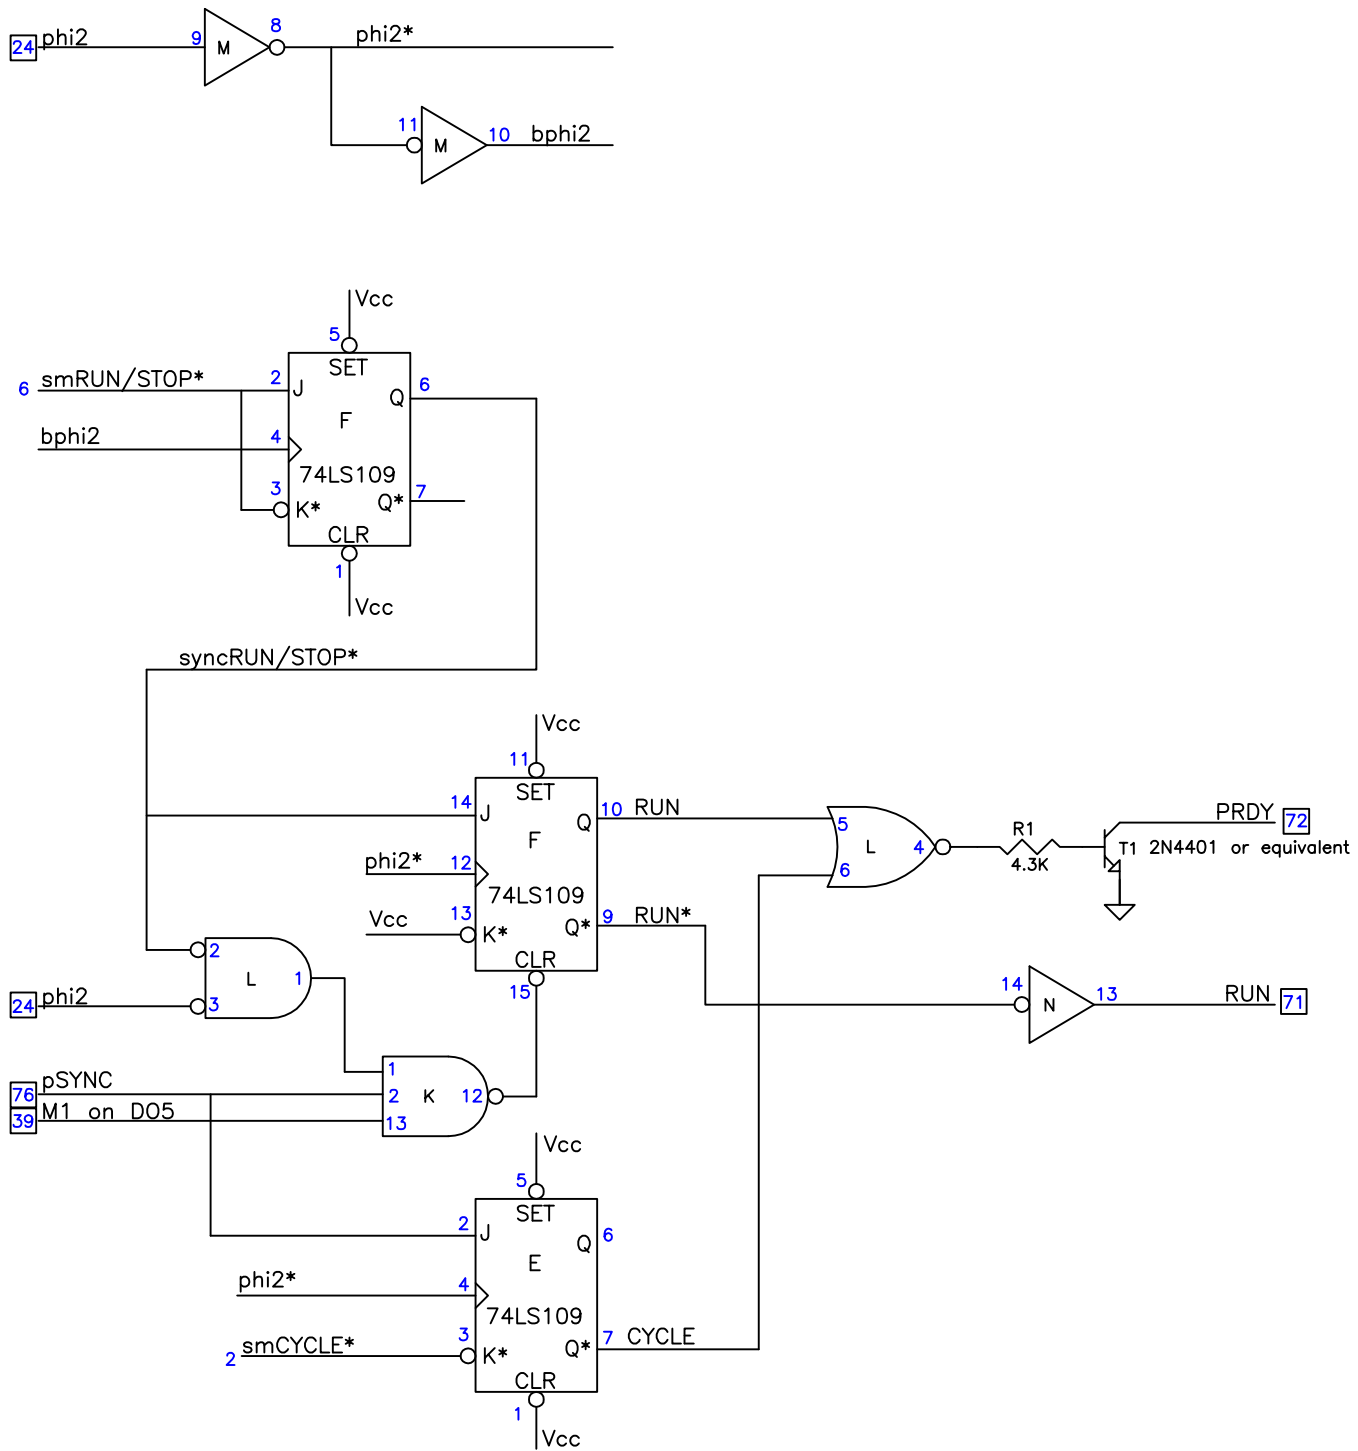 24 phi2 9 M 8 phi2*
11 M 10 bphi2
Vcc
5
SET
6 smRUN/STOP* 2 J Q 6
F
bphi2 4
74LS109
3 K* Q* 7
CLR
1
Vcc
syncRUN/STOP*
Vcc
11
SET
14 J Q 10 RUN
F
phi2* 12
74LS109
Vcc 13 K* Q* 9 RUN*
CLR
15
5 L 4
6
R1
4.3K
T1 2N4401 or equivalent
PRDY 72
2 L 1
24 phi2 3
14 N 13 RUN 71
76 pSYNC
39 M1 on DO5
1
2 K 12
13
Vcc
5
SET
2 J Q 6
E
phi2* 4
74LS109
2 smCYCLE* 3 K* Q* 7 CYCLE
CLR
1
Vcc